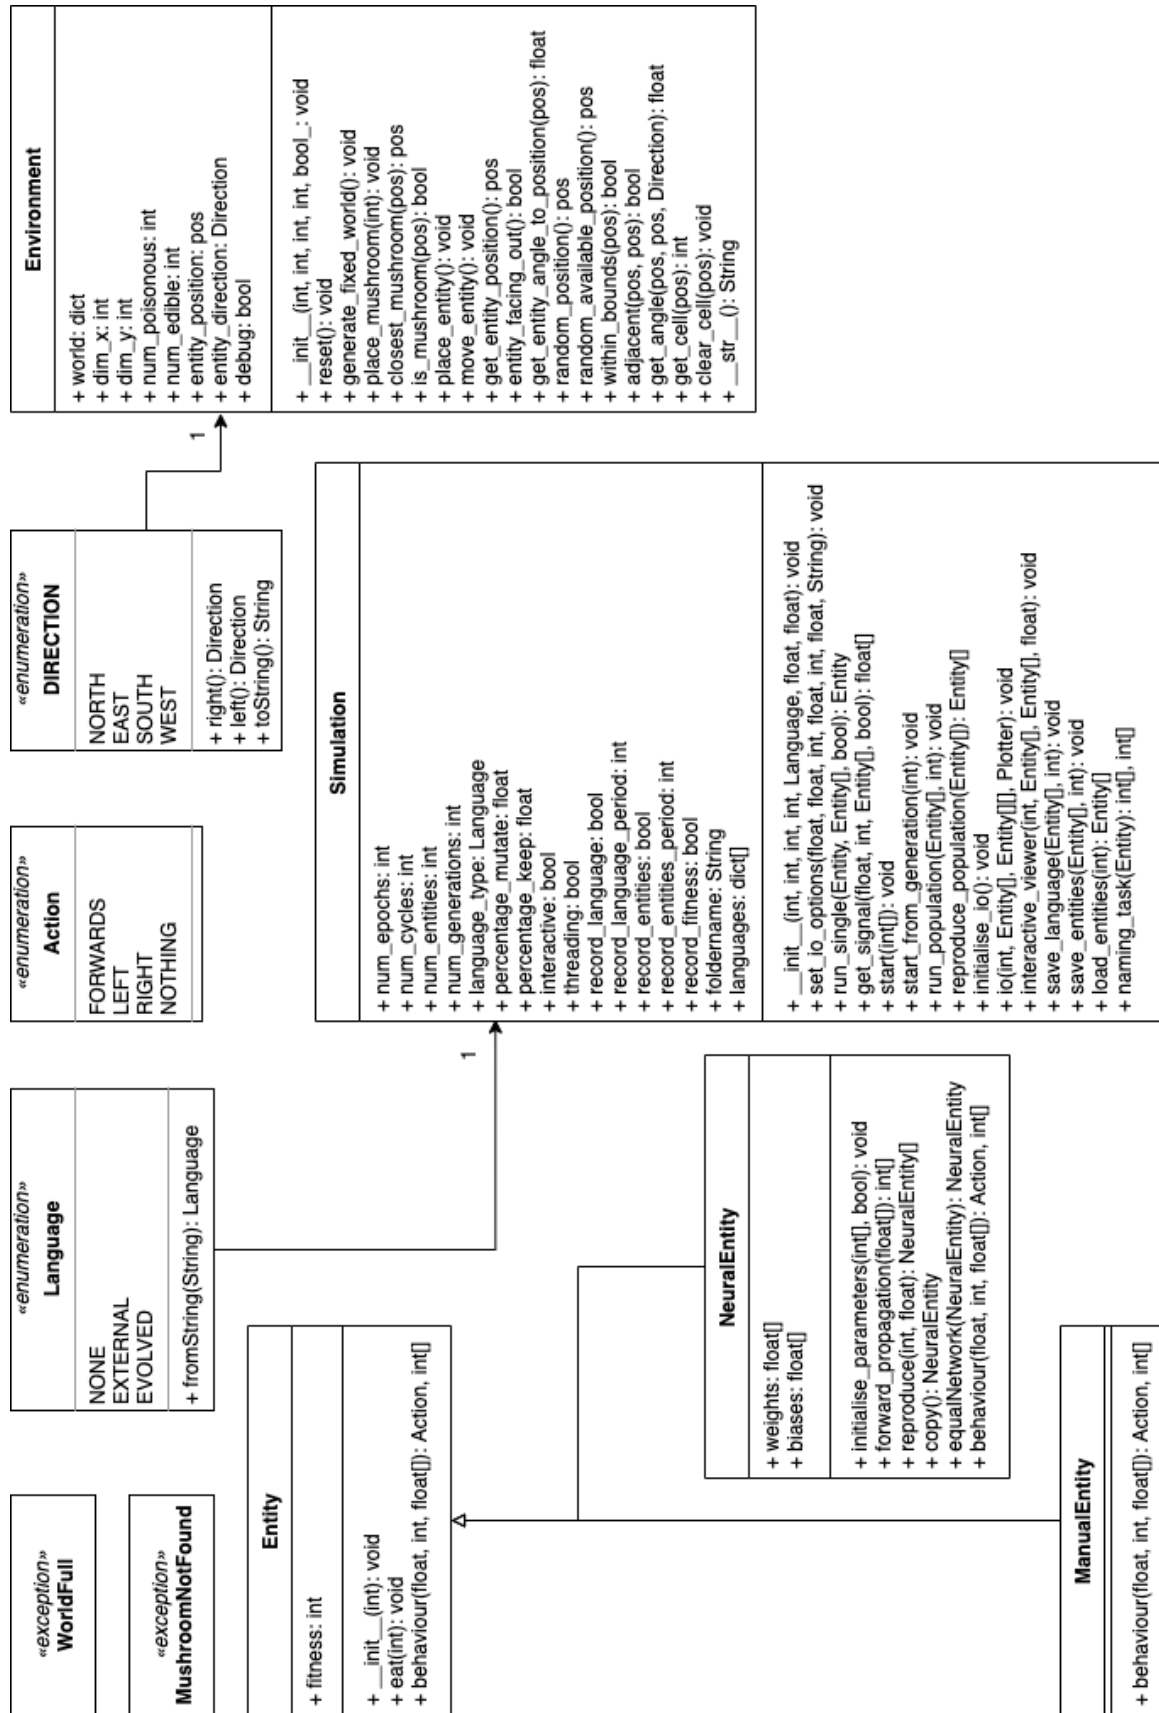 «exception»
WorldFull
«exception»
MushroomNotFound
Entity
+ fitness: int
+ __init__(int): void
+ eat(int): void
+ behaviour(float, int, float[]): Action, int[]
ManualEntity
+ behaviour(float, int, float[]): Action, int[]
NeuralEntity
+ weights: float[]
+ biases: float[]
+ initialise_parameters(int[], bool): void
+ forward_propagation(float[]): int[]
+ reproduce(int, float): NeuralEntity[]
+ copy(): NeuralEntity
+ equalNetwork(NeuralEntity): NeuralEntity
+ behaviour(float, int, float[]): Action, int[]
«enumeration»
Language
NONE
EXTERNAL
EVOLVED
+ fromString(String): Language
1
«enumeration»
Action
FORWARDS
LEFT
RIGHT
NOTHING
«enumeration»
DIRECTION
NORTH
EAST
SOUTH
WEST
+ right(): Direction
+ left(): Direction
+ toString(): String
1
Simulation
+ num_epochs: int
+ num_cycles: int
+ num_entities: int
+ num_generations: int
+ language_type: Language
+ percentage_mutate: float
+ percentage_keep: float
+ interactive: bool
+ threading: bool
+ record_language: bool
+ record_language_period: int
+ record_entities: bool
+ record_entities_period: int
+ record_fitness: bool
+ foldername: String
+ languages: dict[]
+ __init__(int, int, int, int, Language, float, float): void
+ set_io_options(float, float, int, float, int, float, String): void
+ run_single(Entity, Entity[], bool): Entity
+ get_signal(float, int, Entity[], bool): float[]
+ start(int[]): void
+ start_from_generation(int): void
+ run_population(Entity[], int): void
+ reproduce_population(Entity[]): Entity[]
+ initialise_io(): void
+ io(int, Entity[], Entity[][], Plotter): void
+ interactive_viewer(int, Entity[], Entity[], float): void
+ save_language(Entity[], int): void
+ save_entities(Entity[], int): void
+ load_entities(int): Entity[]
+ naming_task(Entity): int[], int[]
Environment
+ world: dict
+ dim_x: int
+ dim_y: int
+ num_poisonous: int
+ num_edible: int
+ entity_position: pos
+ entity_direction: Direction
+ debug: bool
+ __init__(int, int, int, int, bool_: void
+ reset(): void
+ generate_fixed_world(): void
+ place_mushroom(int): void
+ closest_mushroom(pos): pos
+ is_mushroom(pos): bool
+ place_entity(): void
+ move_entity(): void
+ get_entity_position(): pos
+ entity_facing_out(): bool
+ get_entity_angle_to_position(pos): float
+ random_position(): pos
+ random_available_position(): pos
+ within_bounds(pos): bool
+ adjacent(pos, pos): bool
+ get_angle(pos, pos, Direction): float
+ get_cell(pos): int
+ clear_cell(pos): void
+ __str__(): String